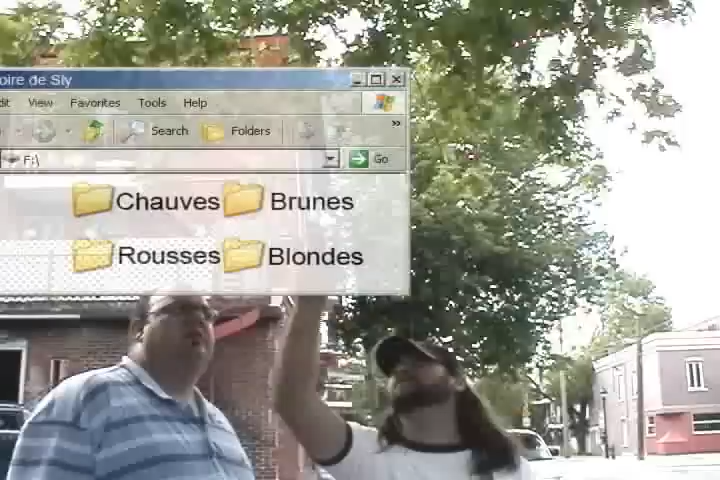 oire de Sly
dit View Favorites Tools Help
Search Folders »
F:\ Go
Chauves Brunes
Rousses Blondes